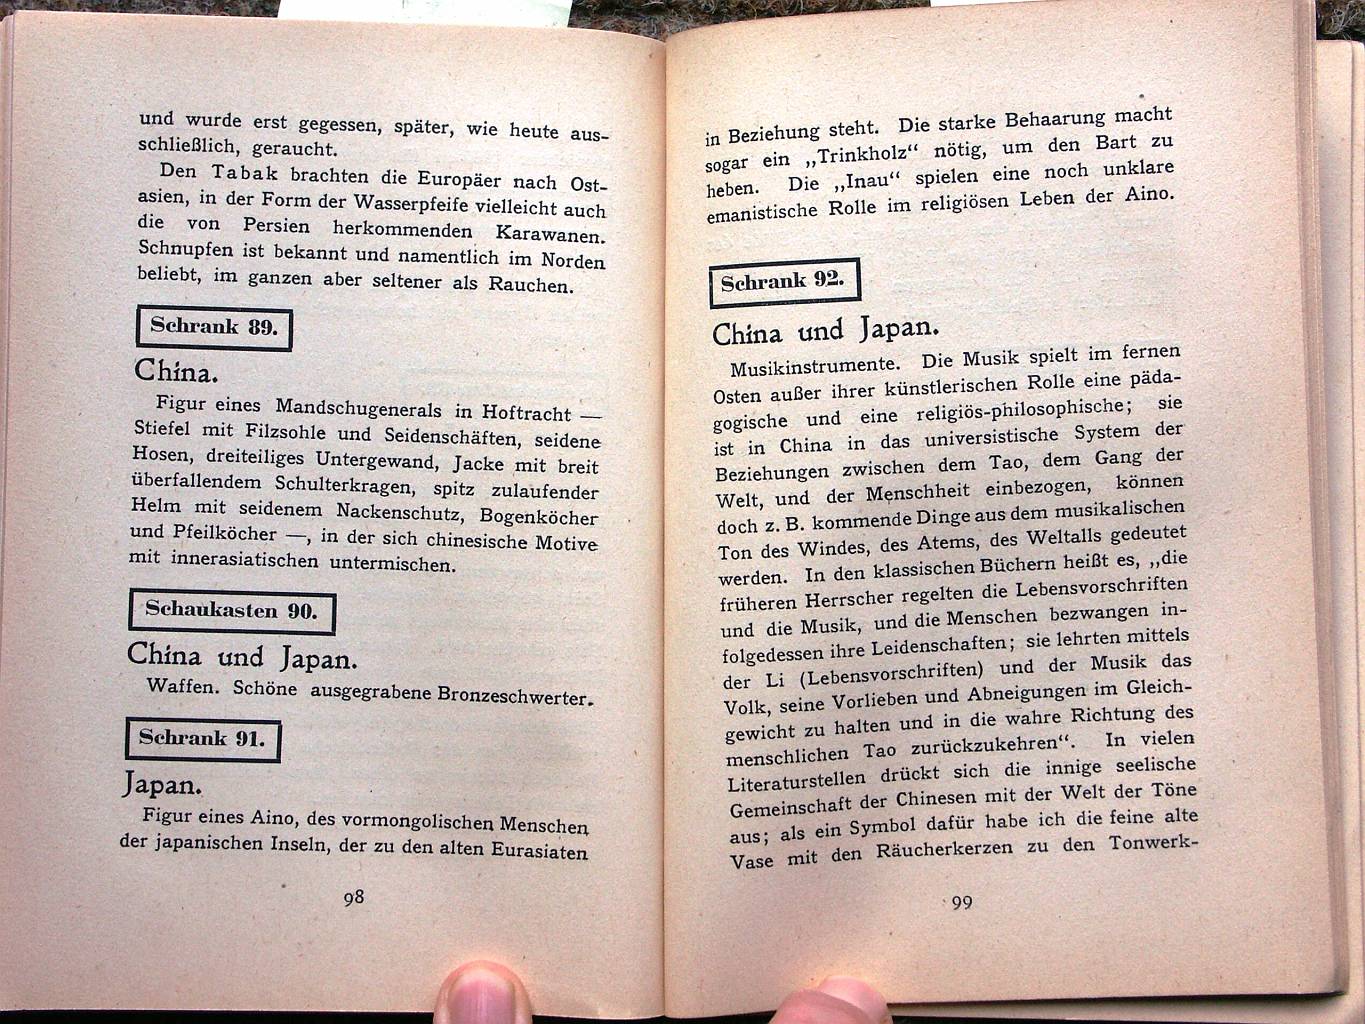 und wurde erst gegessen, später, wie heute aus-
schließlich, geraucht.
Den Tabak brachten die Europäer nach Ost-
asien, in der Form der Wasserpfeife vielleicht auch
die von Persien herkommenden Karawanen.
Schnupfen ist bekannt und namentlich im Norden
beliebt, im ganzen aber seltener als Rauchen.
Schrank 89.
China.
Figur eines Mandschugenerals in Hoftracht —
Stiefel mit Filzsohle und Seidenschäften, seidene
Hosen, dreiteiliges Untergewand, Jacke mit breit
überfallendem Schulterkragen, spitz zulaufender
Helm mit seidenem Nackenschutz, Bogenköcher
und Pfeilköcher —, in der sich chinesische Motive
mit innerasiatischen untermischen.
Schaukasten 90.
China und Japan.
Waffen. Schöne ausgegrabene Bronzeschwerter.
Schrank 91.
Japan.
Figur eines Aino, des vormongolischen Menschen
der japanischen Inseln, der zu den alten Eurasiaten
98
in Beziehung steht. Die starke Behaarung macht
sogar ein „Trinkholz“ nötig, um den Bart zu
heben. Die „Inau“ spielen eine noch unklare
emanistische Rolle im religiösen Leben der Aino.
Schrank 92.
China und Japan.
Musikinstrumente. Die Musik spielt im fernen
Osten außer ihrer künstlerischen Rolle eine päda-
gogische und eine religiös-philosophische; sie
ist in China in das universistische System der
Beziehungen zwischen dem Tao, dem Gang der
Welt, und der Menschheit einbezogen, können
doch z. B. kommende Dinge aus dem musikalischen
Ton des Windes, des Atems, des Weltalls gedeutet
werden. In den klassischen Büchern heißt es, „die
früheren Herrscher regelten die Lebensvorschriften
und die Musik, und die Menschen bezwangen in-
folgedessen ihre Leidenschaften; sie lehrten mittels
der Li (Lebensvorschriften) und der Musik das
Volk, seine Vorlieben und Abneigungen im Gleich-
gewicht zu halten und in die wahre Richtung des
menschlichen Tao zurückzukehren“. In vielen
Literaturstellen drückt sich die innige seelische
Gemeinschaft der Chinesen mit der Welt der Töne
aus; als ein Symbol dafür habe ich die feine alte
Vase mit den Räucherkerzen zu den Tonwerk-
99